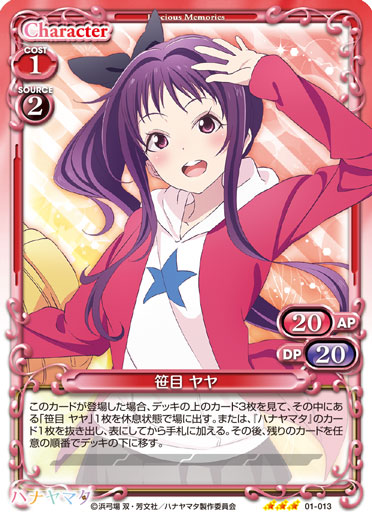 Precious Memories
Character
COST
1
SOURCE
2
20 AP
DP 20
笹目 ヤヤ
このカードが登場した場合、デッキの上のカード3枚を見て、その中にあ
る「笹目 ヤヤ」1枚を休息状態で場に出す。または、『ハナヤマタ』のカー
ド1枚を抜き出し、表にしてから手札に加える。その後、残りのカードを任
意の順番でデッキの下に移す。
ハナヤマタ
©浜弓場 双・芳文社／ハナヤマタ製作委員会
★★★ 01-013